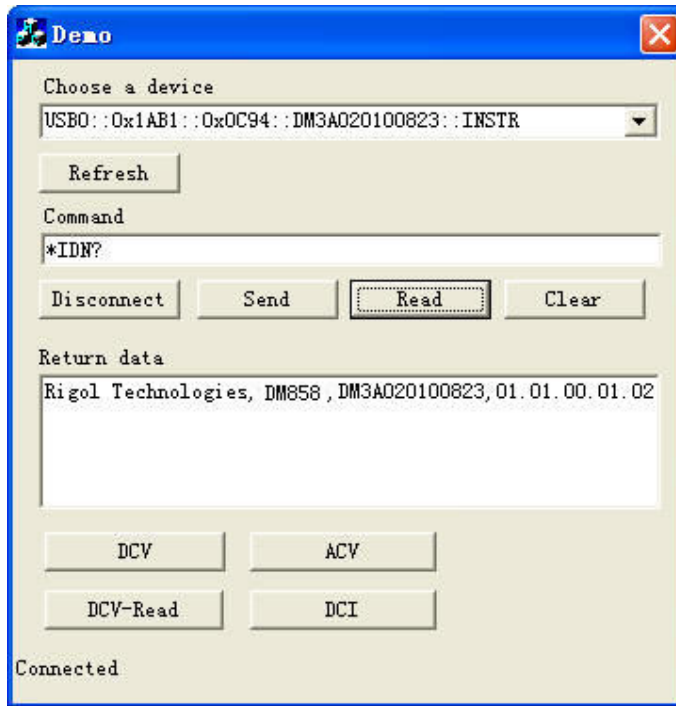 Demo
Choose a device
USB0::0x1AB1::0x0C94::DM3A020100823::INSTR
Refresh
Command
*IDN?
Disconnect Send Read Clear
Return data
Rigol Technologies, DM858 ,DM3A020100823,01.01.00.01.02
DCV ACV
DCV-Read DCI
Connected